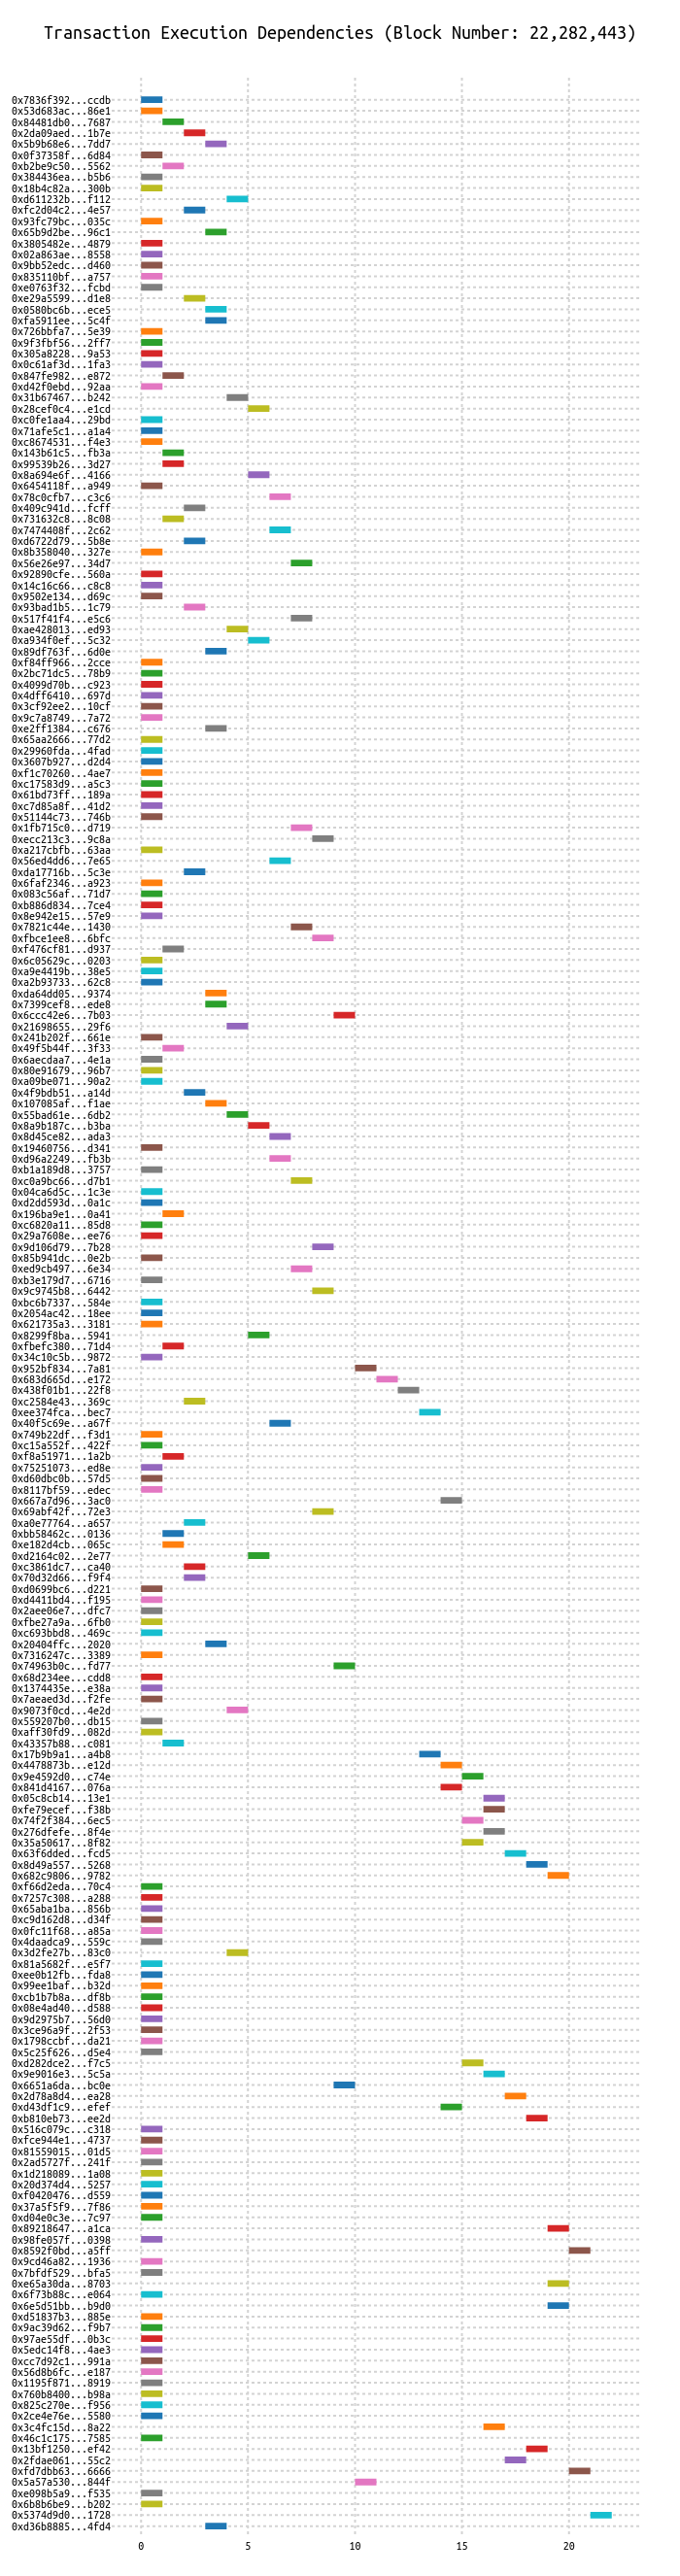 Transaction Execution Dependencies (Block Number: 22,282,443)
0x7836f392...ccdb
0x53d683ac...86e1
0x84481db0...7687
0x2da09aed...1b7e
0x5b9b68e6...7dd7
0x0f37358f...6d84
0xb2be9c50...5562
0x384436ea...b5b6
0x18b4c82a...300b
0xd611232b...f112
0xfc2d04c2...4e57
0x93fc79bc...035c
0x65b9d2be...96c1
0x3805482e...4879
0x02a863ae...8558
0x9bb52edc...d460
0x835110bf...a757
0xe0763f32...fcbd
0xe29a5599...d1e8
0x0580bc6b...ece5
0xfa5911ee...5c4f
0x726bbfa7...5e39
0x9f3fbf56...2ff7
0x305a8228...9a53
0x0c61af3d...1fa3
0x847fe982...e872
0xd42f0ebd...92aa
0x31b67467...b242
0x28cef0c4...e1cd
0xc0fe1aa4...29bd
0x71afe5c1...a1a4
0xc8674531...f4e3
0x143b61c5...fb3a
0x99539b26...3d27
0x8a694e6f...4166
0x6454118f...a949
0x78c0cfb7...c3c6
0x409c941d...fcff
0x731632c8...8c08
0x7474408f...2c62
0xd6722d79...5b8e
0x8b358040...327e
0x56e26e97...34d7
0x92890cfe...560a
0x14c16c66...c8c8
0x9502e134...d69c
0x93bad1b5...1c79
0x517f41f4...e5c6
0xae428013...ed93
0xa934f0ef...5c32
0x89df763f...6d0e
0xf84ff966...2cce
0x2bc71dc5...78b9
0x4099d70b...c923
0x4dff6410...697d
0x3cf92ee2...10cf
0x9c7a8749...7a72
0xe2ff1384...c676
0x65aa2666...77d2
0x29960fda...4fad
0x3607b927...d2d4
0xf1c70260...4ae7
0xc17583d9...a5c3
0x61bd73ff...189a
0xc7d85a8f...41d2
0x51144c73...746b
0x1fb715c0...d719
0xecc213c3...9c8a
0xa217cbfb...63aa
0x56ed4dd6...7e65
0xda17716b...5c3e
0x6faf2346...a923
0x083c56af...71d7
0xb886d834...7ce4
0x8e942e15...57e9
0x7821c44e...1430
0xfbce1ee8...6bfc
0xf476cf81...d937
0x6c05629c...0203
0xa9e4419b...38e5
0xa2b93733...62c8
0xda64dd05...9374
0x7399cef8...ede8
0x6ccc42e6...7b03
0x21698655...29f6
0x241b202f...661e
0x49f5b44f...3f33
0x6aecdaa7...4e1a
0x80e91679...96b7
0xa09be071...90a2
0x4f9bdb51...a14d
0x107085af...f1ae
0x55bad61e...6db2
0x8a9b187c...b3ba
0x8d45ce82...ada3
0x19460756...d341
0xd96a2249...fb3b
0xb1a189d8...3757
0xc0a9bc66...d7b1
0x04ca6d5c...1c3e
0xd2dd593d...0a1c
0x196ba9e1...0a41
0xc6820a11...85d8
0x29a7608e...ee76
0x9d106d79...7b28
0x85b941dc...0e2b
0xed9cb497...6e34
0xb3e179d7...6716
0x9c9745b8...6442
0xbc6b7337...584e
0x2054ac42...18ee
0x621735a3...3181
0x8299f8ba...5941
0xfbefc380...71d4
0x34c10c5b...9872
0x952bf834...7a81
0x683d665d...e172
0x438f01b1...22f8
0xc2584e43...369c
0xee374fca...bec7
0x40f5c69e...a67f
0x749b22df...f3d1
0xc15a552f...422f
0xf8a51971...1a2b
0x75251073...ed8e
0xd60dbc0b...57d5
0x8117bf59...edec
0x667a7d96...3ac0
0x69abf42f...72e3
0xa0e77764...a657
0xbb58462c...0136
0xe182d4cb...065c
0xd2164c02...2e77
0xc3861dc7...ca40
0x70d32d66...f9f4
0xd0699bc6...d221
0xd4411bd4...f195
0x2aee06e7...dfc7
0xfbe27a9a...6fb0
0xc693bbd8...469c
0x20404ffc...2020
0x7316247c...3389
0x74963b0c...fd77
0x68d234ee...cdd8
0x1374435e...e38a
0x7aeaed3d...f2fe
0x9073f0cd...4e2d
0x559207b0...db15
0xaff30fd9...082d
0x43357b88...c081
0x17b9b9a1...a4b8
0x4478873b...e12d
0x9e4592d0...c74e
0x841d4167...076a
0x05c8cb14...13e1
0xfe79ecef...f38b
0x74f2f384...6ec5
0x276dfefe...8f4e
0x35a50617...8f82
0x63f6dded...fcd5
0x8d49a557...5268
0x682c9806...9782
0xf66d2eda...70c4
0x7257c308...a288
0x65aba1ba...856b
0xc9d162d8...d34f
0x0fc11f68...a85a
0x4daadca9...559c
0x3d2fe27b...83c0
0x81a5682f...e5f7
0xee0b12fb...fda8
0x99ee1baf...b32d
0xcb1b7b8a...df8b
0x08e4ad40...d588
0x9d2975b7...56d0
0x3ce96a9f...2f53
0x1798ccbf...da21
0x5c25f626...d5e4
0xd282dce2...f7c5
0x9e9016e3...5c5a
0x6651a6da...bc0e
0x2d78a8d4...ea28
0xd43df1c9...efef
0xb810eb73...ee2d
0x516c079c...c318
0xfce944e1...4737
0x81559015...01d5
0x2ad5727f...241f
0x1d218089...1a08
0x20d374d4...5257
0xf0420476...d559
0x37a5f5f9...7f86
0xd04e0c3e...7c97
0x89218647...a1ca
0x98fe057f...0398
0x8592f0bd...a5ff
0x9cd46a82...1936
0x7bfdf529...bfa5
0xe65a30da...8703
0x6f73b88c...e064
0x6e5d51bb...b9d0
0xd51837b3...885e
0x9ac39d62...f9b7
0x97ae55df...0b3c
0x5edc14f8...4ae3
0xcc7d92c1...991a
0x56d8b6fc...e187
0x1195f871...8919
0x760b8400...b98a
0x825c270e...f956
0x2ce4e76e...5580
0x3c4fc15d...8a22
0x46c1c175...7585
0x13bf1250...ef42
0x2fdae061...55c2
0xfd7dbb63...6666
0x5a57a530...844f
0xe098b5a9...f535
0x6b8b6be9...b202
0x5374d9d0...1728
0xd36b8885...4fd4
0 5 10 15 20